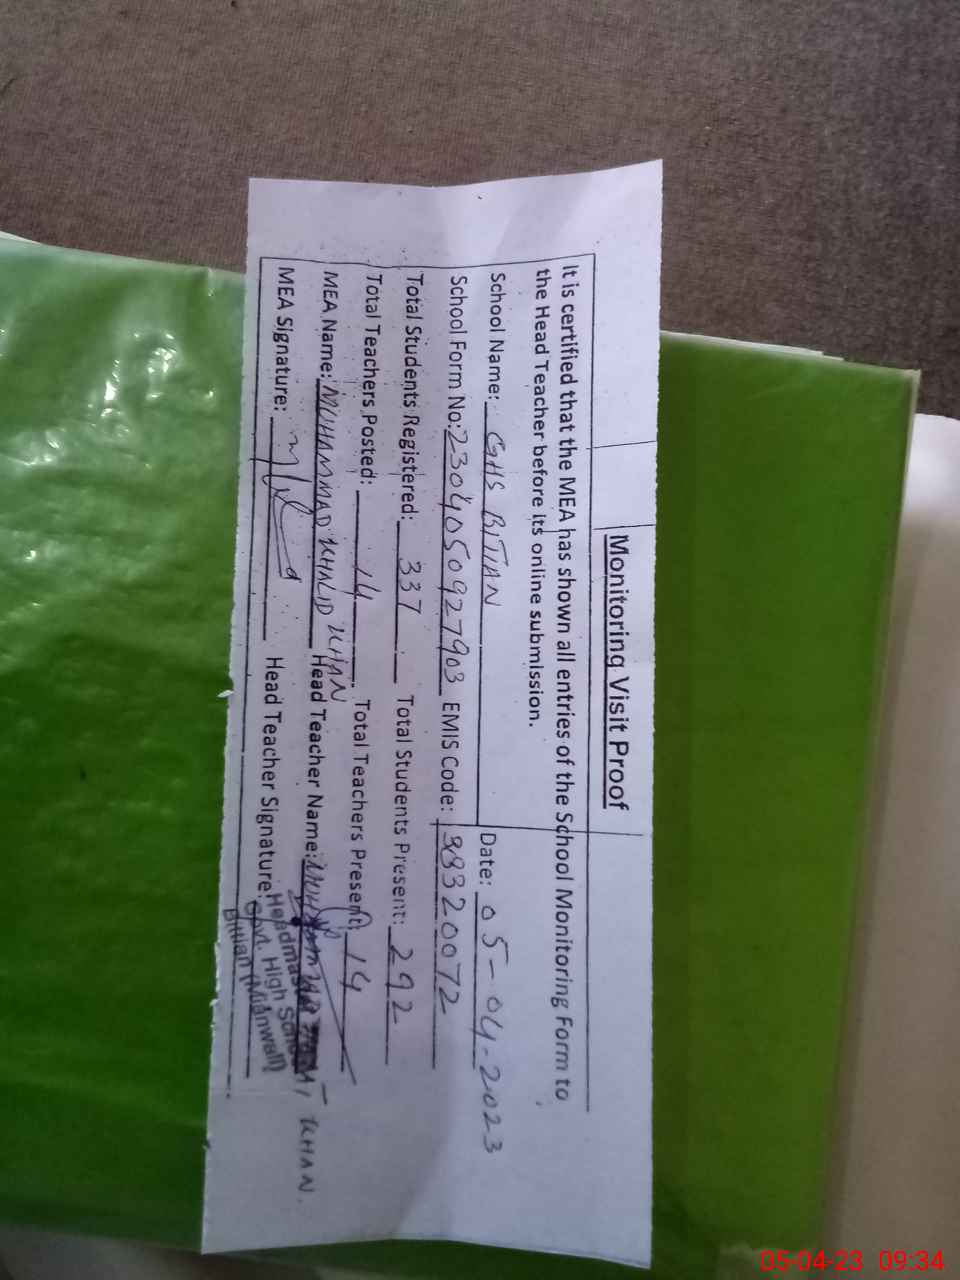 Monitoring Visit Proof
It is certified that the MEA has shown all entries of the School Monitoring Form to
the Head Teacher before its online submission.
School Name: GHS BITIAN Date: 05-04-2023
School Form No: 2304050927903 EMIS Code: 38320072
Total Students Registered: 337 Total Students Present: 292
Total Teachers Posted: 14 Total Teachers Present: 14
MEA Name: MUHAMMAD KHALID KHAN Head Teacher Name: KHAN.
MEA Signature: Head Teacher Signature:
Govt. High
Bittian (Mianwali)
05-04-23 09:34